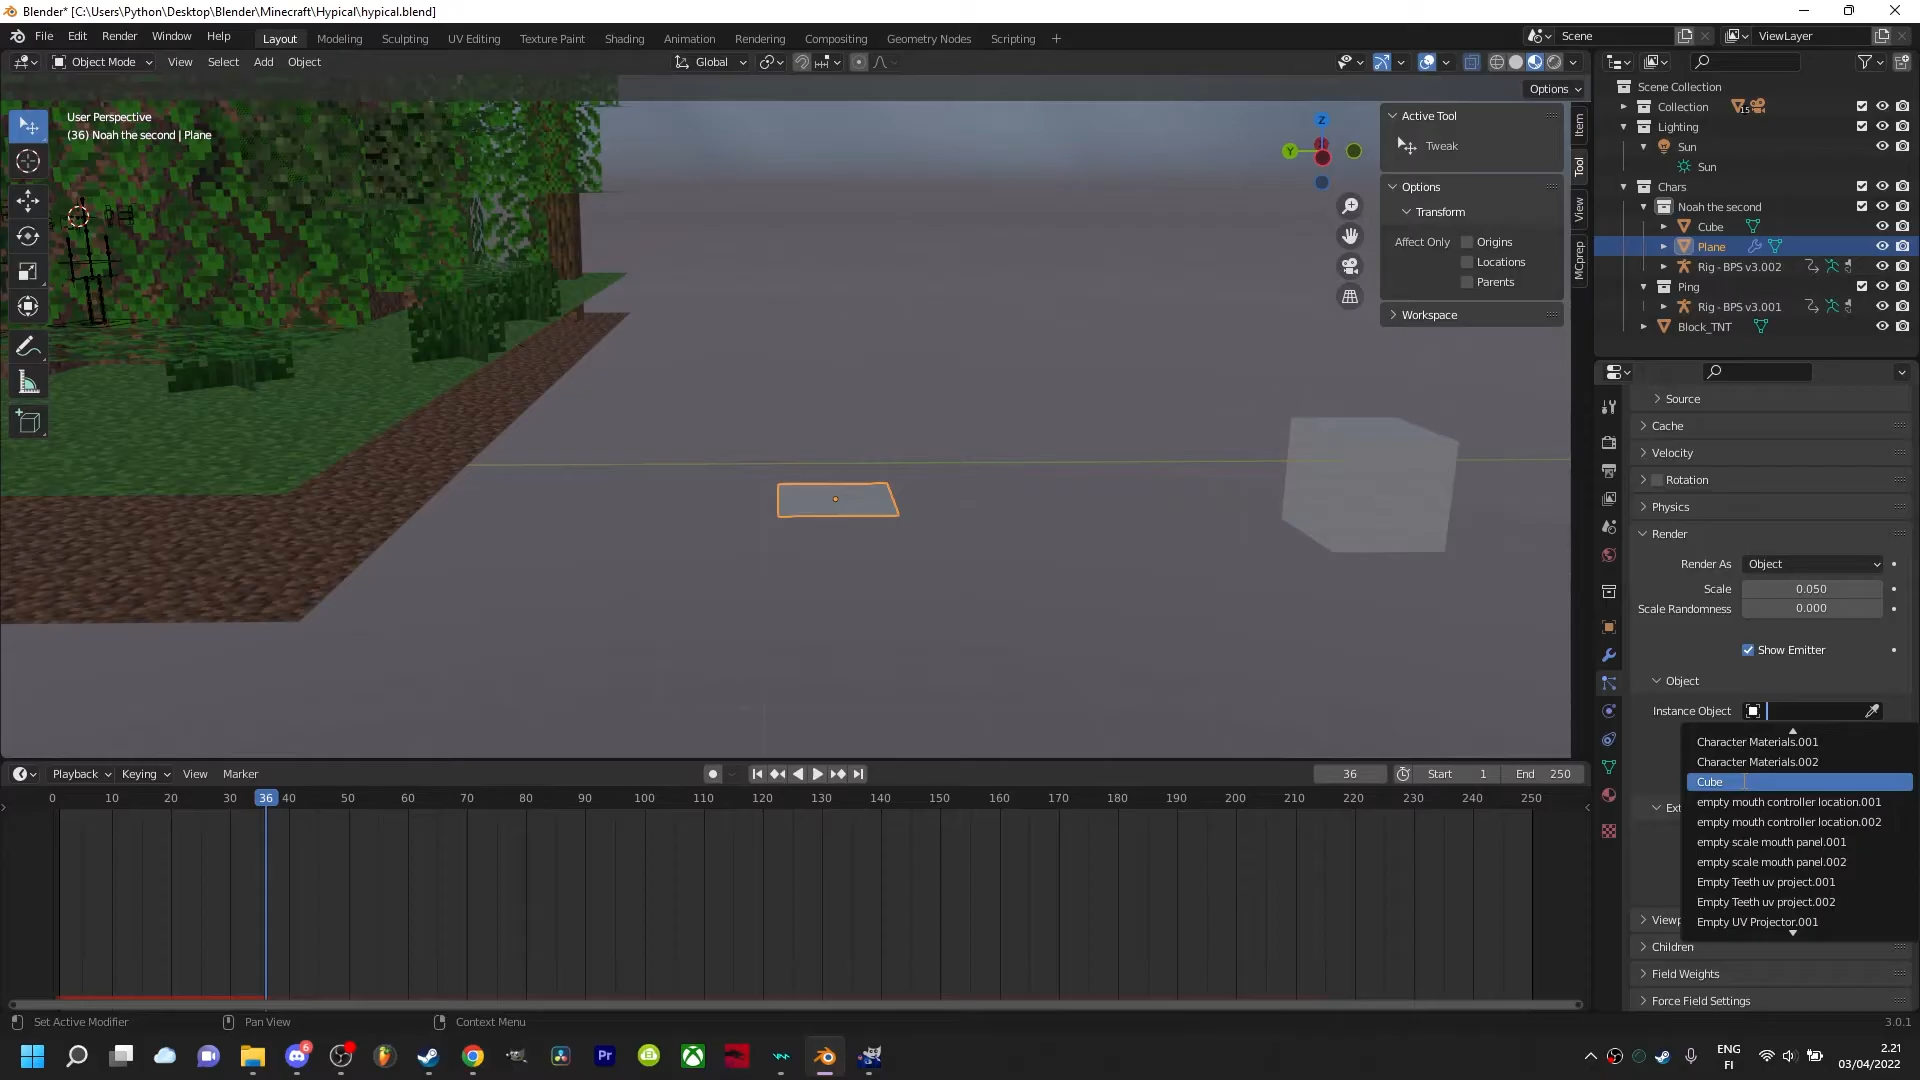 Blender* [C:\Users\Python\Desktop\Blender\Minecraft\Hypical\hypical.blend]
File Edit Render Window Help
Layout Modeling Sculpting UV Editing Texture Paint Shading Animation Rendering Compositing Geometry Nodes Scripting
Scene
ViewLayer
Object Mode View Select Add Object
Global
Options
User Perspective
(36) Noah the second | Plane
Z
Y
Active Tool
Tweak
Options
Transform
Affect Only Origins
Locations
Parents
Workspace
Item
Tool
View
MCprep
Scene Collection
Collection 15
Lighting
Sun
Sun
Chars
Noah the second
Cube
Plane
Rig - BPS v3.002
Ping
Rig - BPS v3.001
Block_TNT
Source
Cache
Velocity
Rotation
Physics
Render
Render As Object
Scale 0.050
Scale Randomness 0.000
Show Emitter
Object
Instance Object
Character Materials.001
Character Materials.002
Cube
empty mouth controller location.001
empty mouth controller location.002
empty scale mouth panel.001
empty scale mouth panel.002
Empty Teeth uv project.001
Empty Teeth uv project.002
Empty UV Projector.001
Ext
Viewp
Children
Field Weights
Force Field Settings
Playback Keying View Marker
36 Start 1 End 250
0 10 20 30 36 40 50 60 70 80 90 100 110 120 130 140 150 160 170 180 190 200 210 220 230 240 250
Set Active Modifier Pan View Context Menu
3.0.1
6
Pr
ENG
FI
2.21
03/04/2022